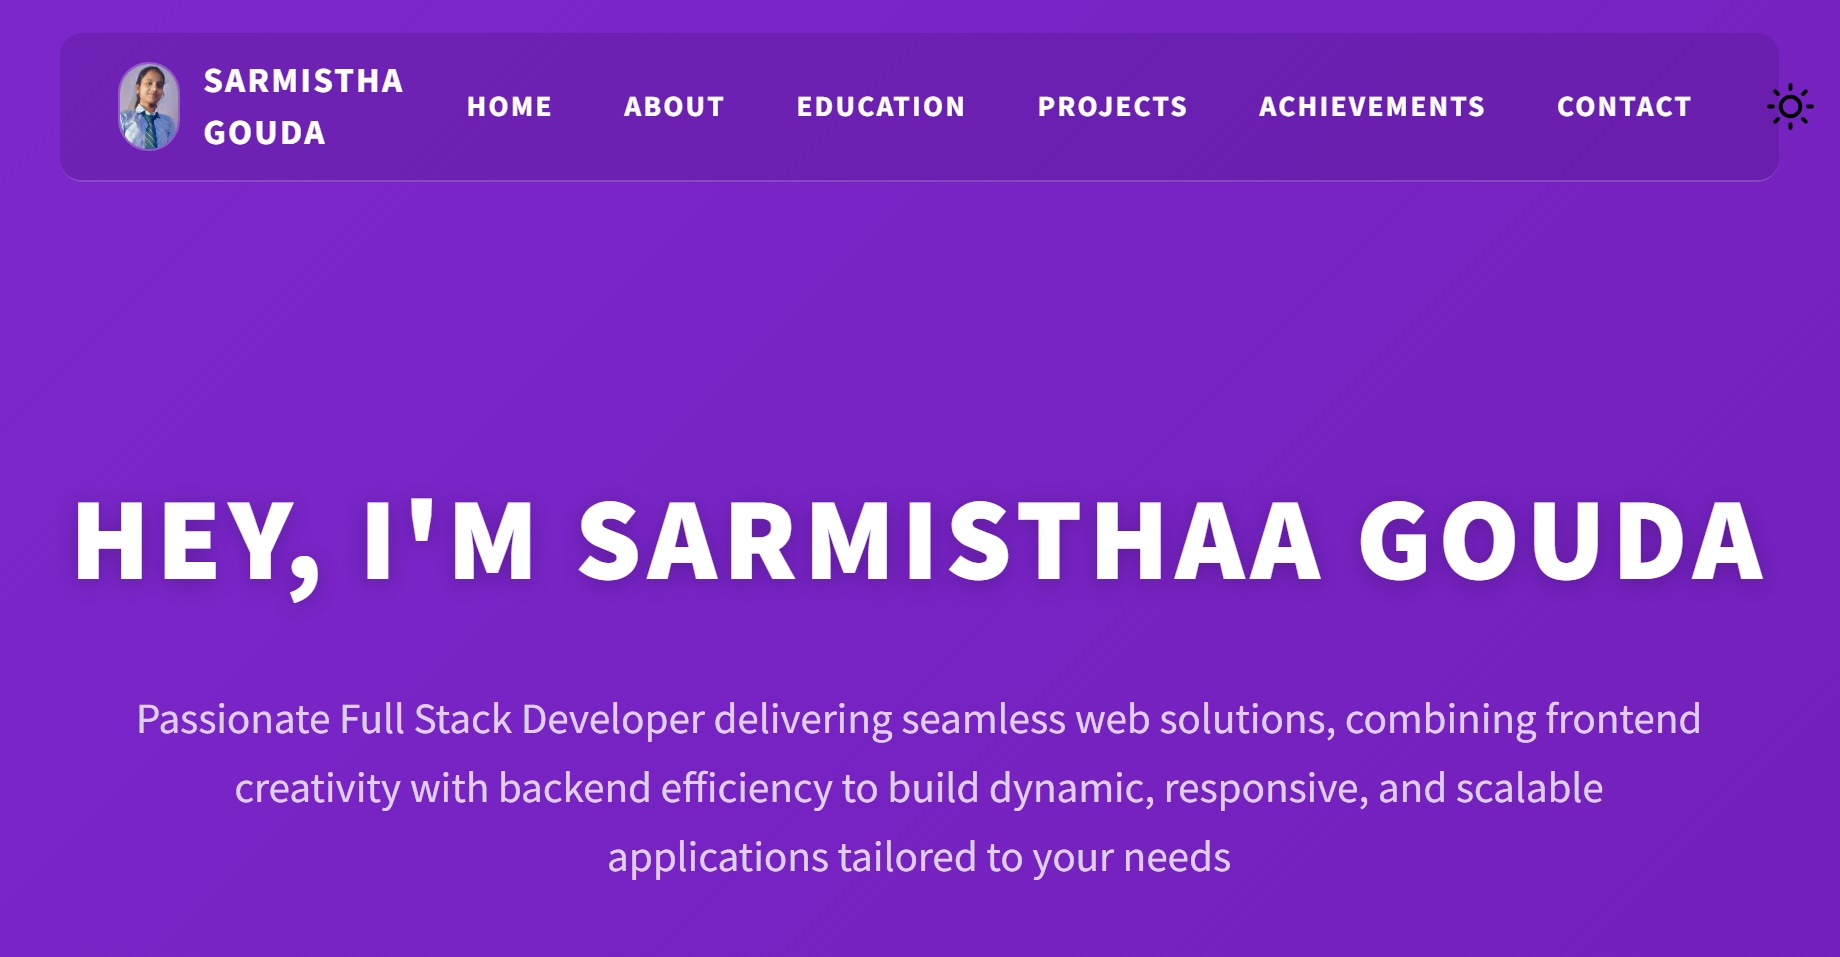 SARMISTHA
GOUDA
HOME ABOUT EDUCATION PROJECTS ACHIEVEMENTS CONTACT
HEY, I'M SARMISTHAA GOUDA
Passionate Full Stack Developer delivering seamless web solutions, combining frontend
creativity with backend efficiency to build dynamic, responsive, and scalable
applications tailored to your needs